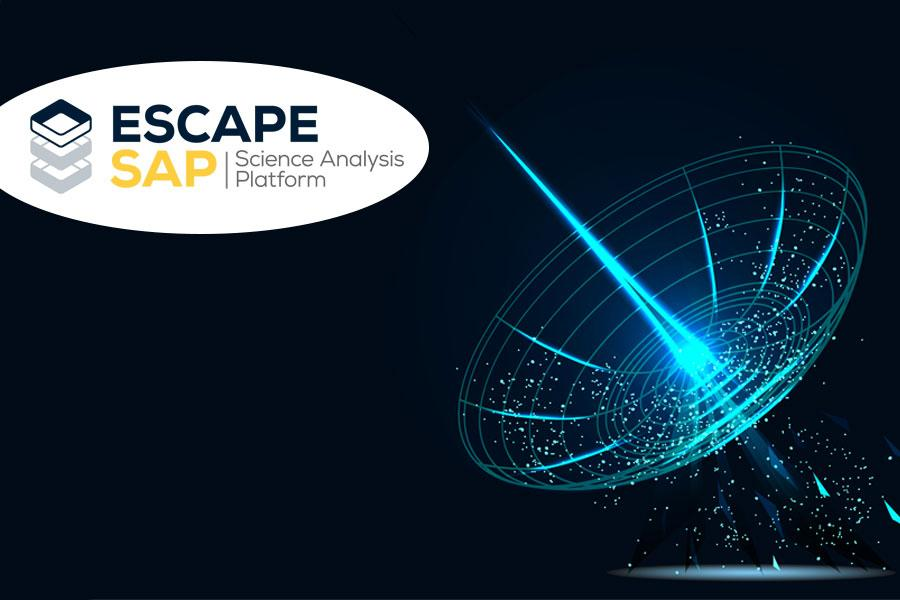 ESCAPE
SAP | Science Analysis
Platform